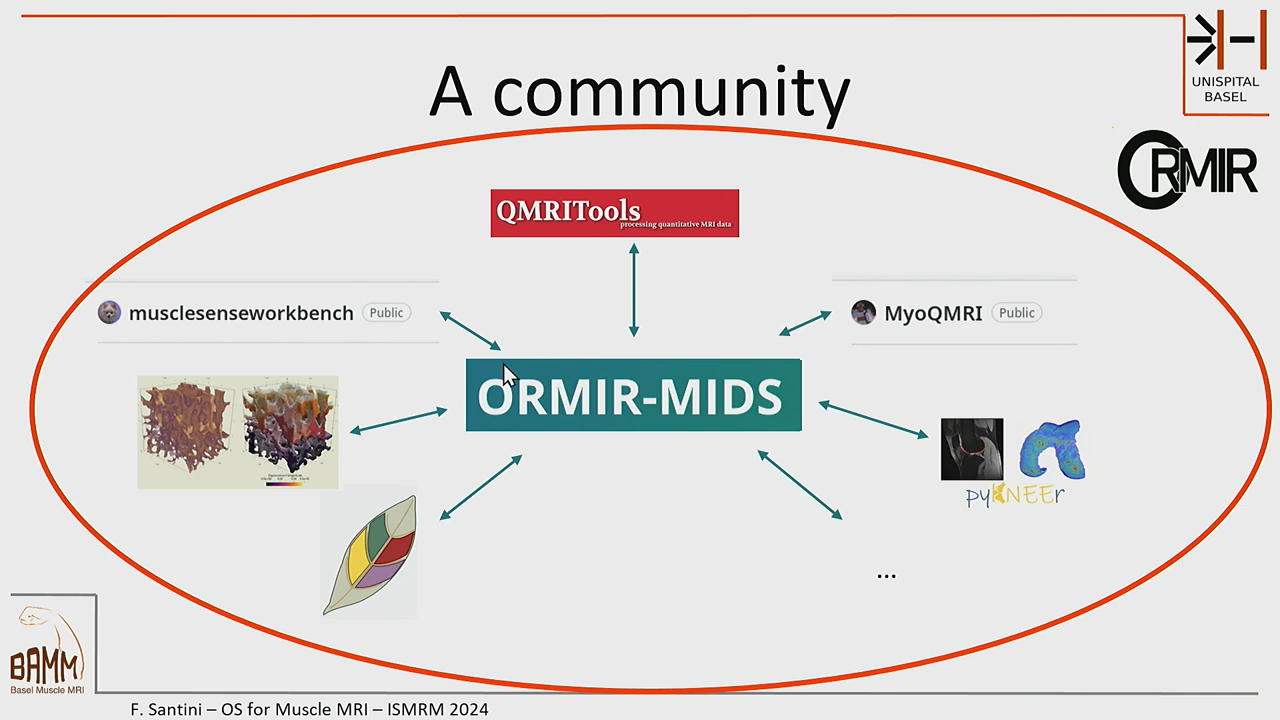 A community
UNISPITAL
BASEL
ORMIR
QMRITools
processing quantitative MRI data
musclesenseworkbench Public
MyoQMRI Public
ORMIR-MIDS
pyKNEEr
...
BAMM
Basel Muscle MRI
F. Santini – OS for Muscle MRI – ISMRM 2024